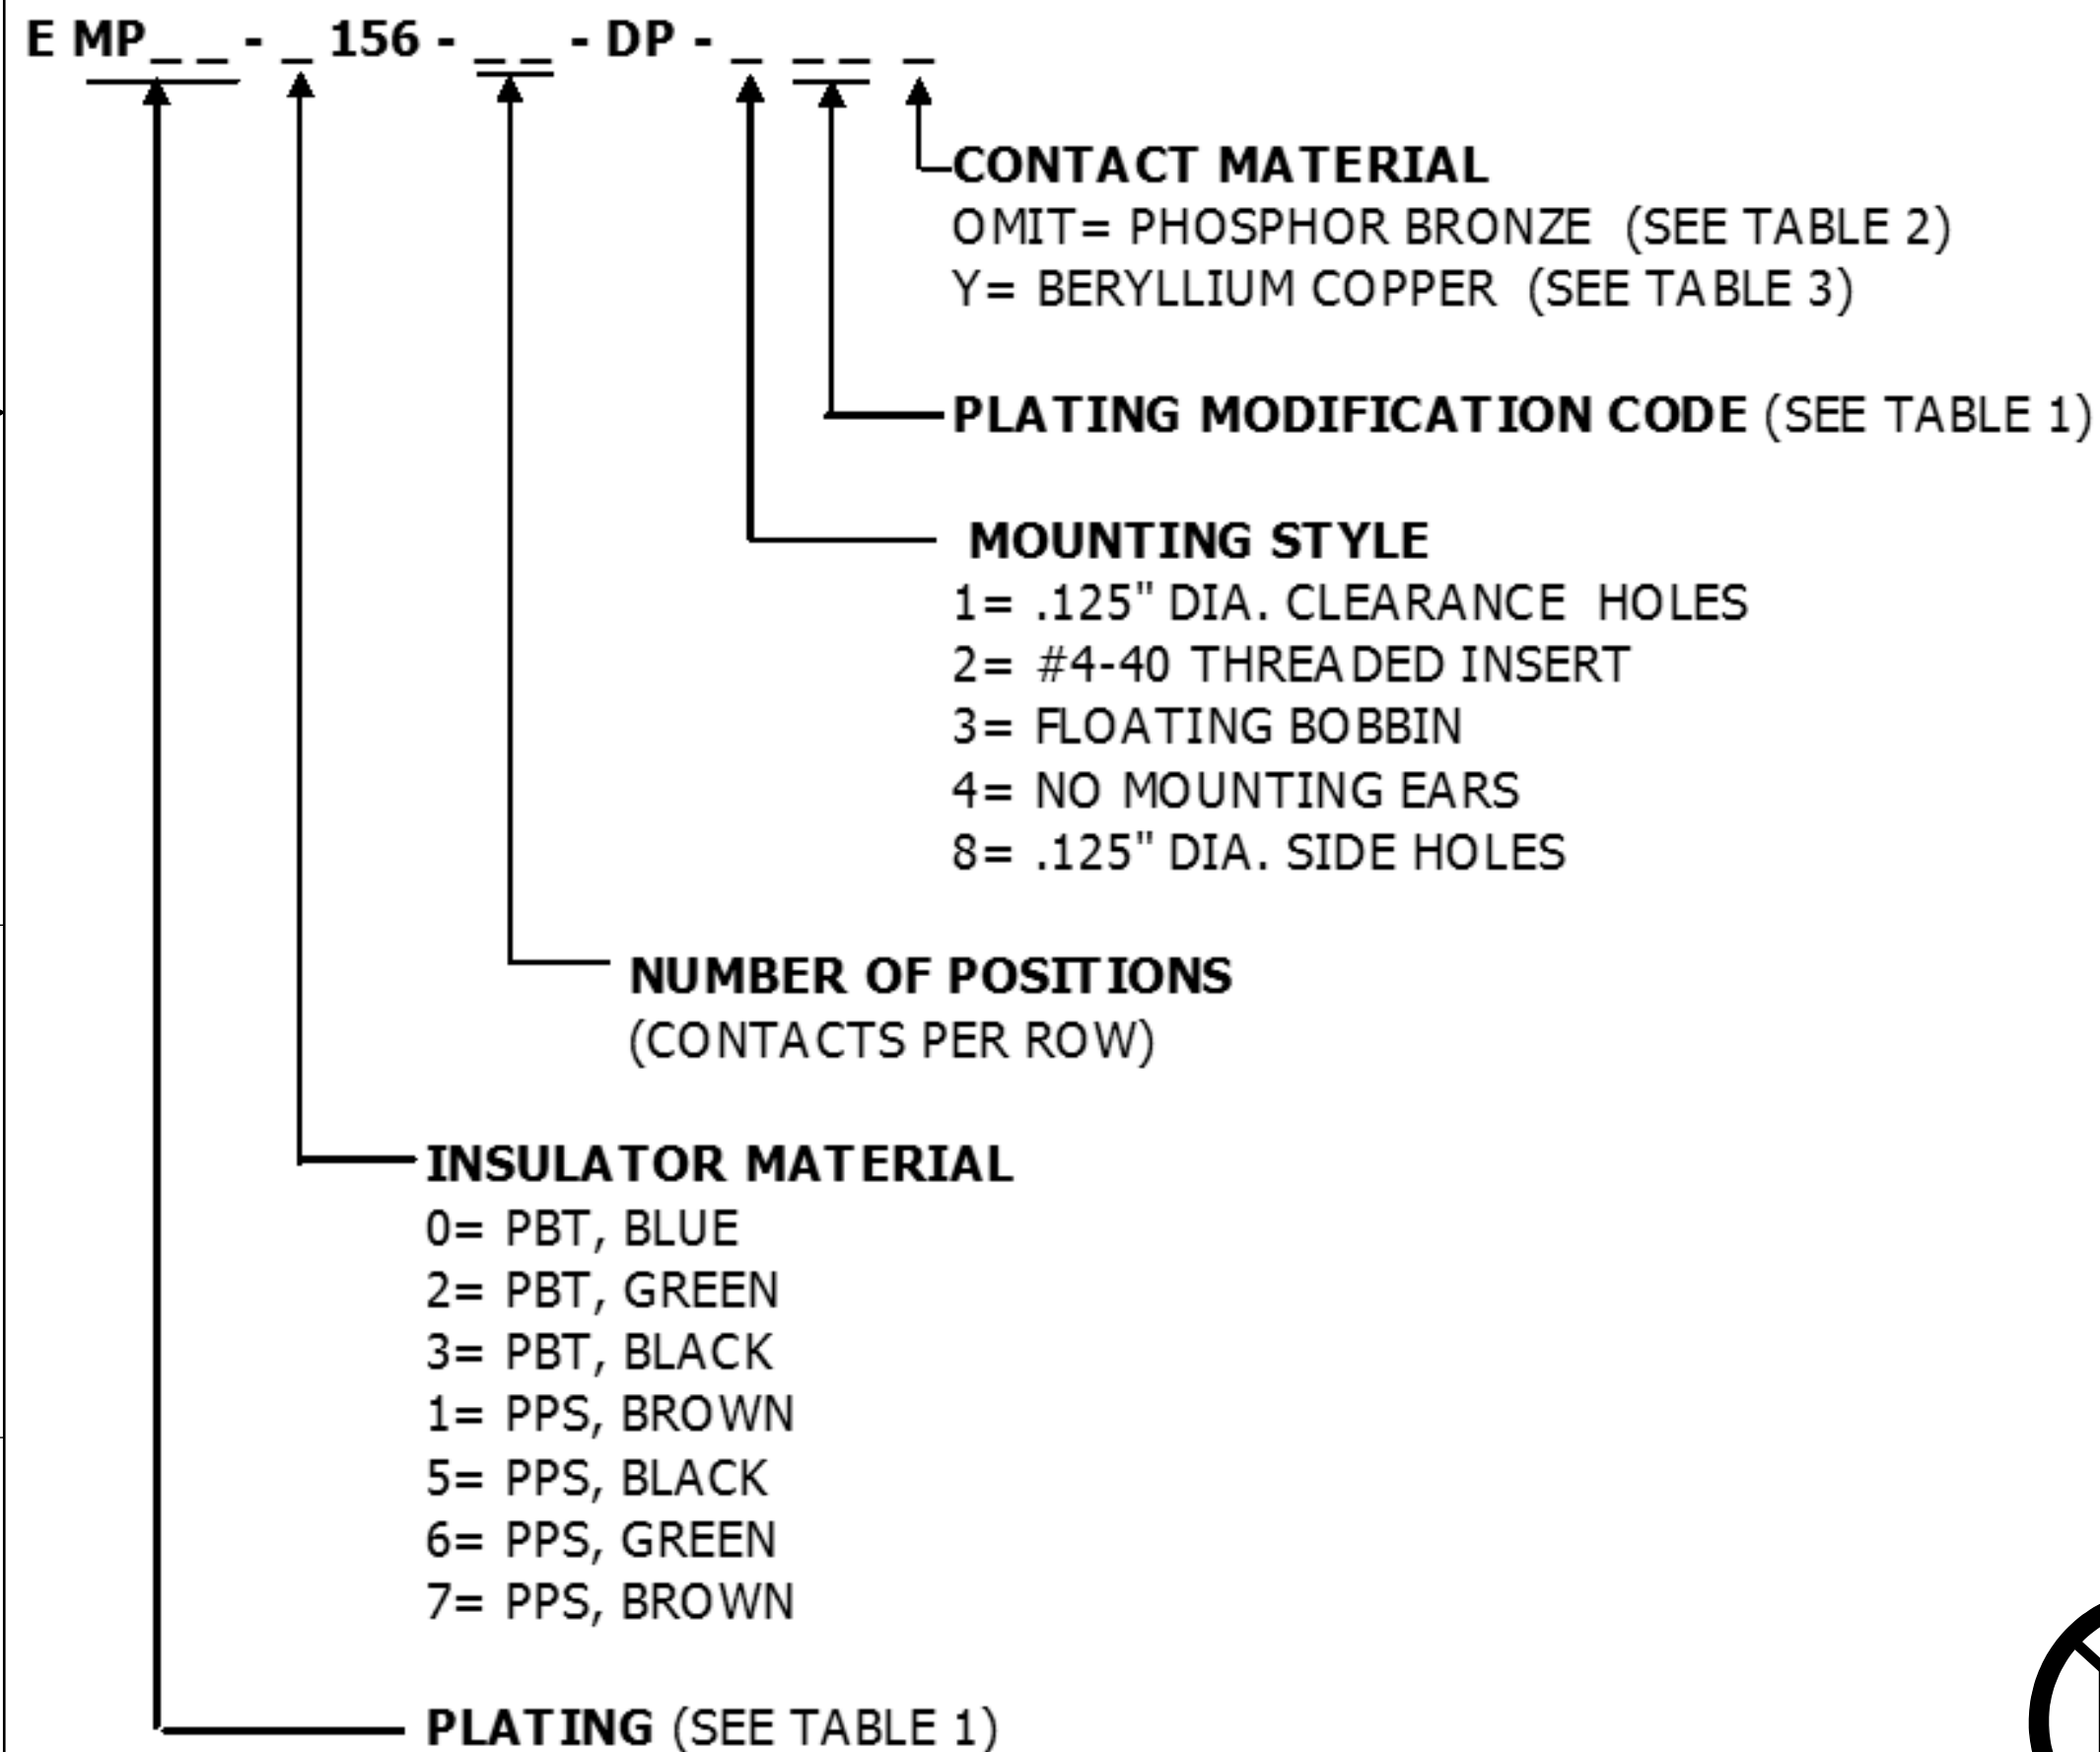 E MP_ _ - _ 156 - _ _ - DP - _ _ _ _
CONTACT MATERIAL
OMIT= PHOSPHOR BRONZE (SEE TABLE 2)
Y= BERYLLIUM COPPER (SEE TABLE 3)
PLATING MODIFICATION CODE (SEE TABLE 1)
MOUNTING STYLE
1= .125" DIA. CLEARANCE HOLES
2= #4-40 THREADED INSERT
3= FLOATING BOBBIN
4= NO MOUNTING EARS
8= .125" DIA. SIDE HOLES
NUMBER OF POSITIONS
(CONTACTS PER ROW)
INSULATOR MATERIAL
0= PBT, BLUE
2= PBT, GREEN
3= PBT, BLACK
1= PPS, BROWN
5= PPS, BLACK
6= PPS, GREEN
7= PPS, BROWN
PLATING (SEE TABLE 1)